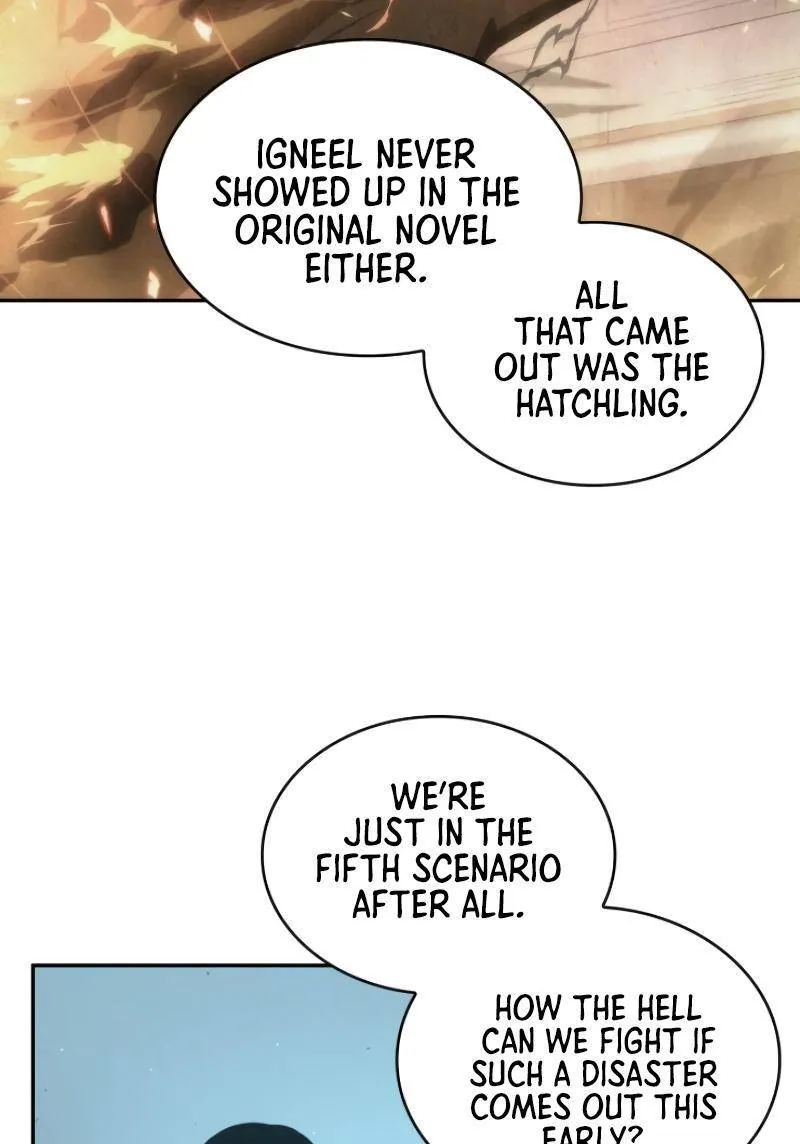 IGNEEL NEVER
SHOWED UP IN THE
ORIGINAL NOVEL
EITHER.
ALL
THAT CAME
OUT WAS THE
HATCHLING.
WE'RE
JUST IN THE
FIFTH SCENARIO
AFTER ALL.
HOW THE HELL
CAN WE FIGHT IF
SUCH A DISASTER
COMES OUT THIS
EARLY?